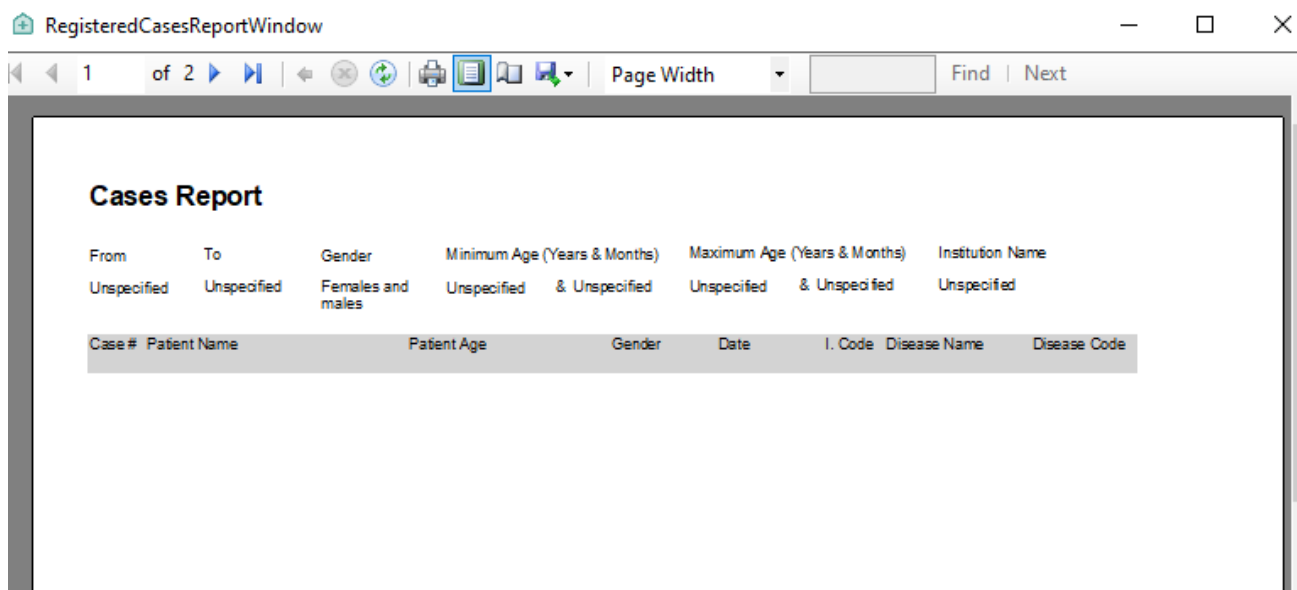 RegisteredCasesReportWindow
1 of 2 Page Width Find | Next
Cases Report
From To Gender Minimum Age (Years & Months) Maximum Age (Years & Months) Institution Name
Unspecified Unspecified Females and Unspecified & Unspecified Unspecified & Unspecified Unspecified
males
Case # Patient Name Patient Age Gender Date I. Code Disease Name Disease Code